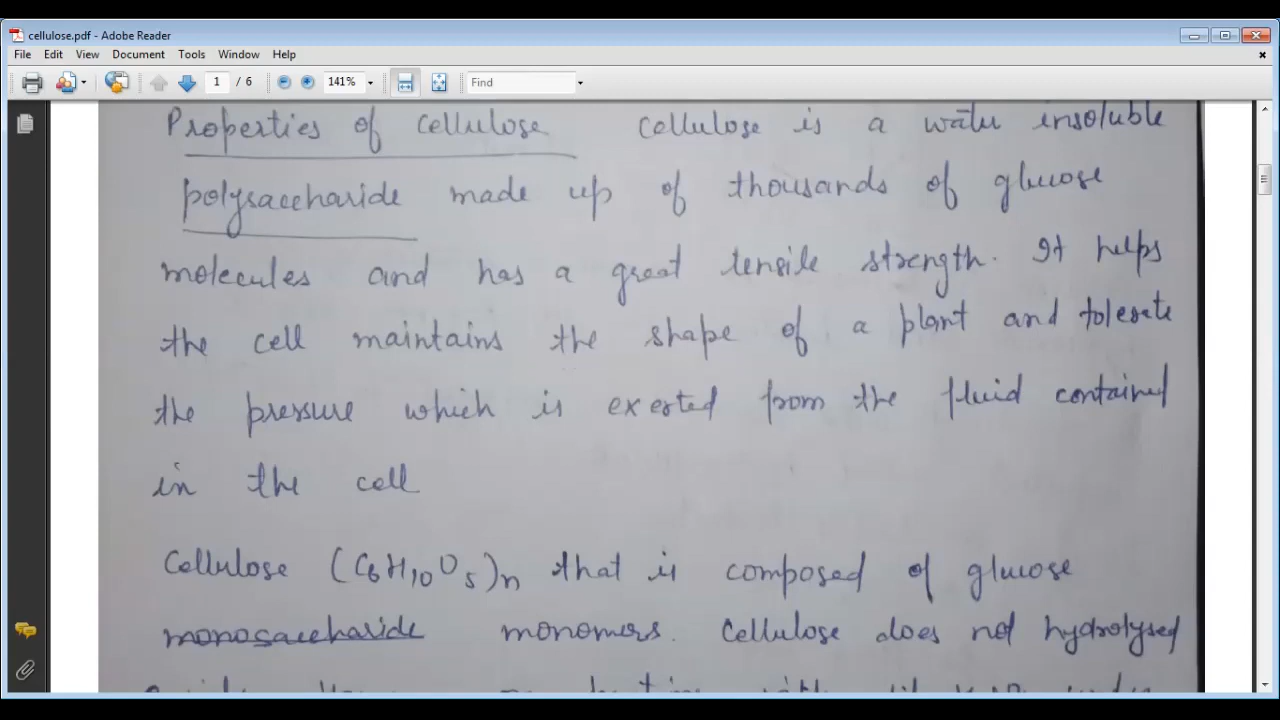 cellulose.pdf - Adobe Reader
File Edit View Document Tools Window Help
1 / 6 141% Find
Properties of cellulose cellulose is a water insoluble
polysaccharide made up of thousands of glucose
molecules and has a great tensile strength. It helps
the cell maintains the shape of a plant and tolerate
the pressure which is exerted from the fluid contained
in the cell
Cellulose (C6H10O5)n that is composed of glucose
monosaccharide monomers. Cellulose does not hydrolysed